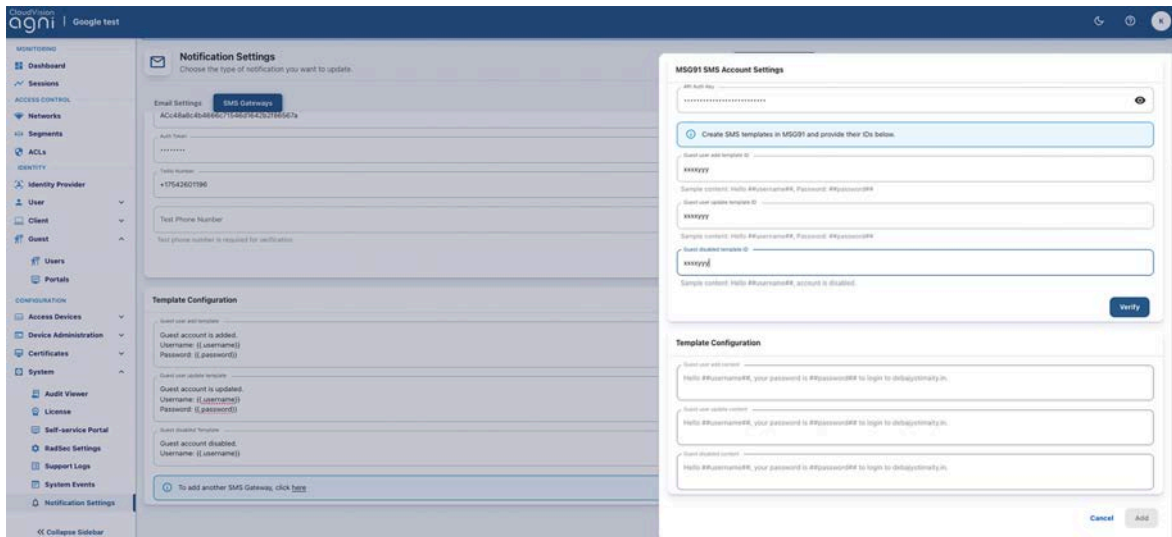 CloudVision
agni | Google test
K
MONITORING
Dashboard
Sessions
ACCESS CONTROL
Networks
Segments
ACLs
IDENTITY
Identity Provider
User
Client
Guest
Users
Portals
CONFIGURATION
Access Devices
Device Administration
Certificates
System
Audit Viewer
License
Self-service Portal
RadSec Settings
Support Logs
System Events
Notification Settings
Collapse Sidebar
Notification Settings
Choose the type of notification you want to update.
Email Settings
SMS Gateways
Auth Token
········
Twilio Number
+17542601196
Test Phone Number
Test phone number is required for verification
Template Configuration
Guest user add template
Guest account is added.
Username: {{.username}}
Password: {{.password}}
Guest user update template
Guest account is updated.
Username: {{.username}}
Password: {{.password}}
Guest disabled template
Guest account disabled.
Username: {{.username}}
To add another SMS Gateway, click here
MSG91 SMS Account Settings
API Auth Key
Create SMS templates in MSG91 and provide their IDs below.
Guest user add template ID
xxxxyyy
Sample content: Hello ##username##, Password: ##password##
Guest user update template ID
xxxxyyy
Sample content: Hello ##username##, Password: ##password##
Guest disabled template ID
xxxxyyy
Sample content: Hello ##username##, account is disabled.
Verify
Template Configuration
Guest user add content
Hello ##username##, your password is ##password## to login to debajyotimaity.in.
Guest user update content
Hello ##username##, your password is ##password## to login to debajyotimaity.in.
Guest disabled content
Hello ##username##, your password is ##password## to login to debajyotimaity.in.
Cancel
Add